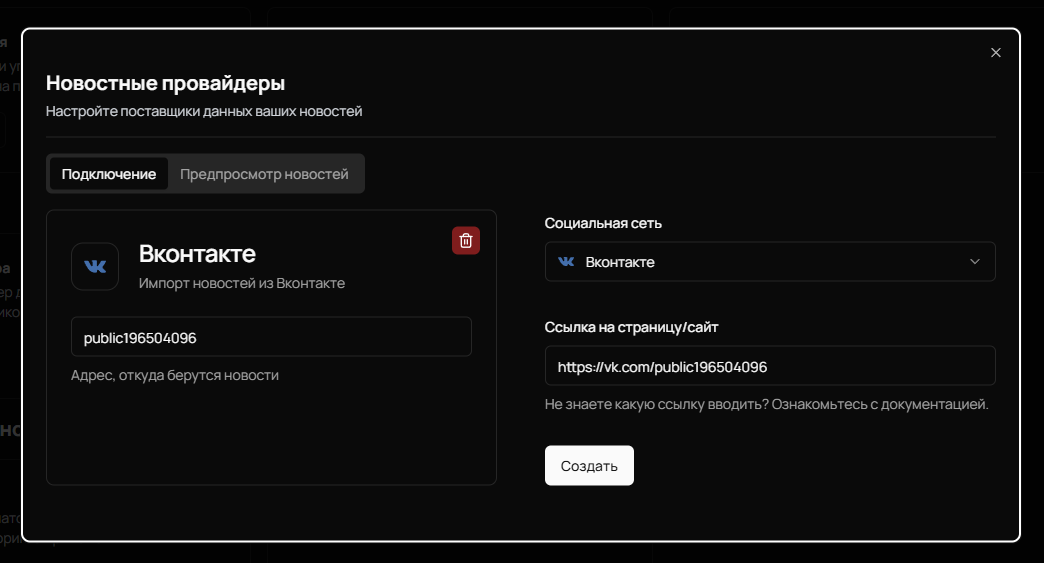 Новостные провайдеры
Настройте поставщики данных ваших новостей
Подключение
Предпросмотр новостей
Вконтакте
Импорт новостей из Вконтакте
public196504096
Адрес, откуда берутся новости
Социальная сеть
Вконтакте
Ссылка на страницу/сайт
https://vk.com/public196504096
Не знаете какую ссылку вводить? Ознакомьтесь с документацией.
Создать